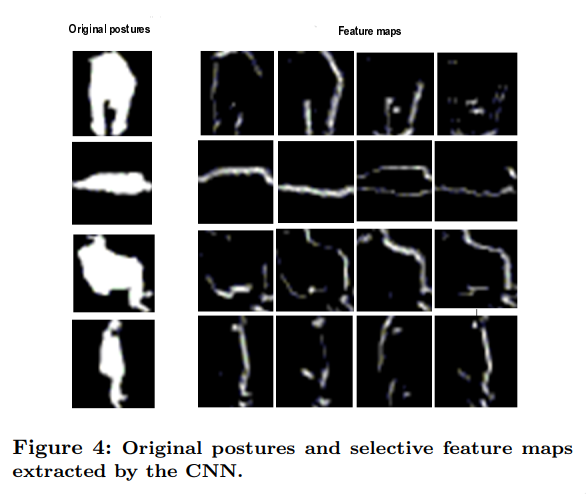 Original postures
Feature maps
Figure 4: Original postures and selective feature maps
extracted by the CNN.